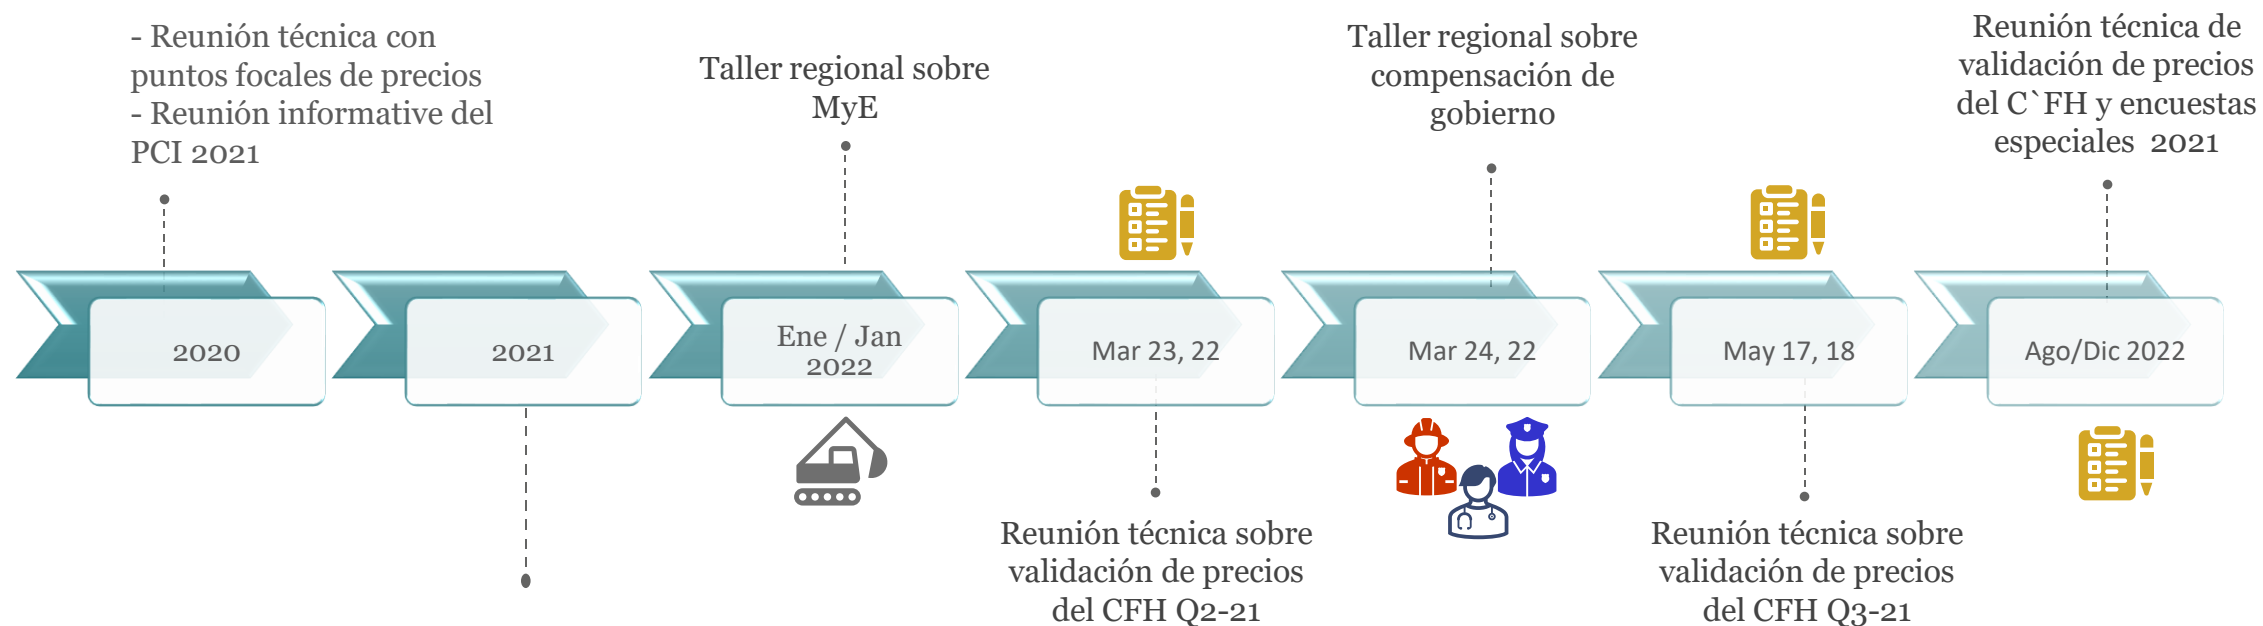 - Reunión técnica con
puntos focales de precios
- Reunión informative del
PCI 2021
Taller regional sobre
MyE
Taller regional sobre
compensación de
gobierno
Reunión técnica de
validación de precios
del C`FH y encuestas
especiales 2021
2020
2021
Ene / Jan
2022
Mar 23, 22
Mar 24, 22
May 17, 18
Ago/Dic 2022
Reunión técnica sobre
validación de precios
del CFH Q2-21
Reunión técnica sobre
validación de precios
del CFH Q3-21